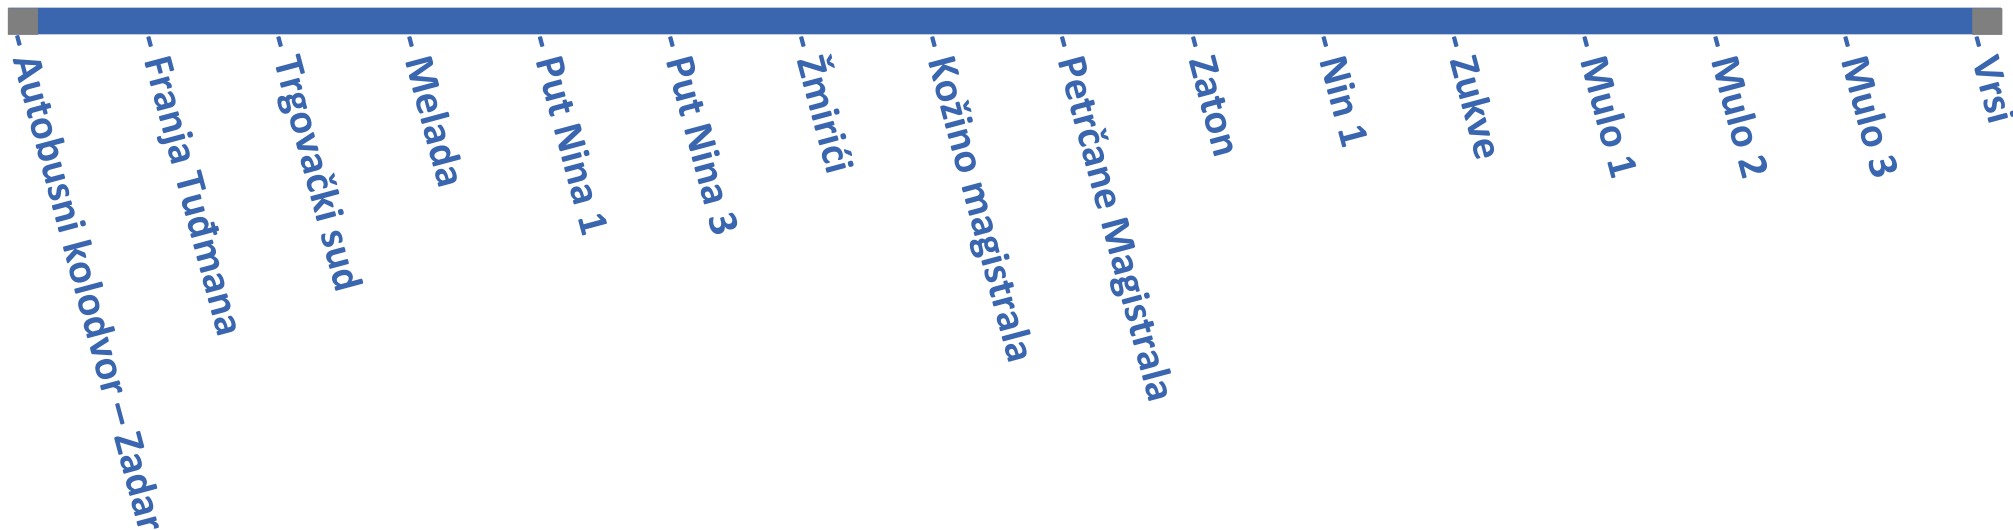 - Autobusni kolodvor – Zadar
- Franja Tuđmana
- Trgovački sud
- Melada
- Put Nina 1
- Put Nina 3
- Žmirići
- Kožino magistrala
- Petrčane Magistrala
- Zaton
- Nin 1
- Zukve
- Mulo 1
- Mulo 2
- Mulo 3
- Vrsi